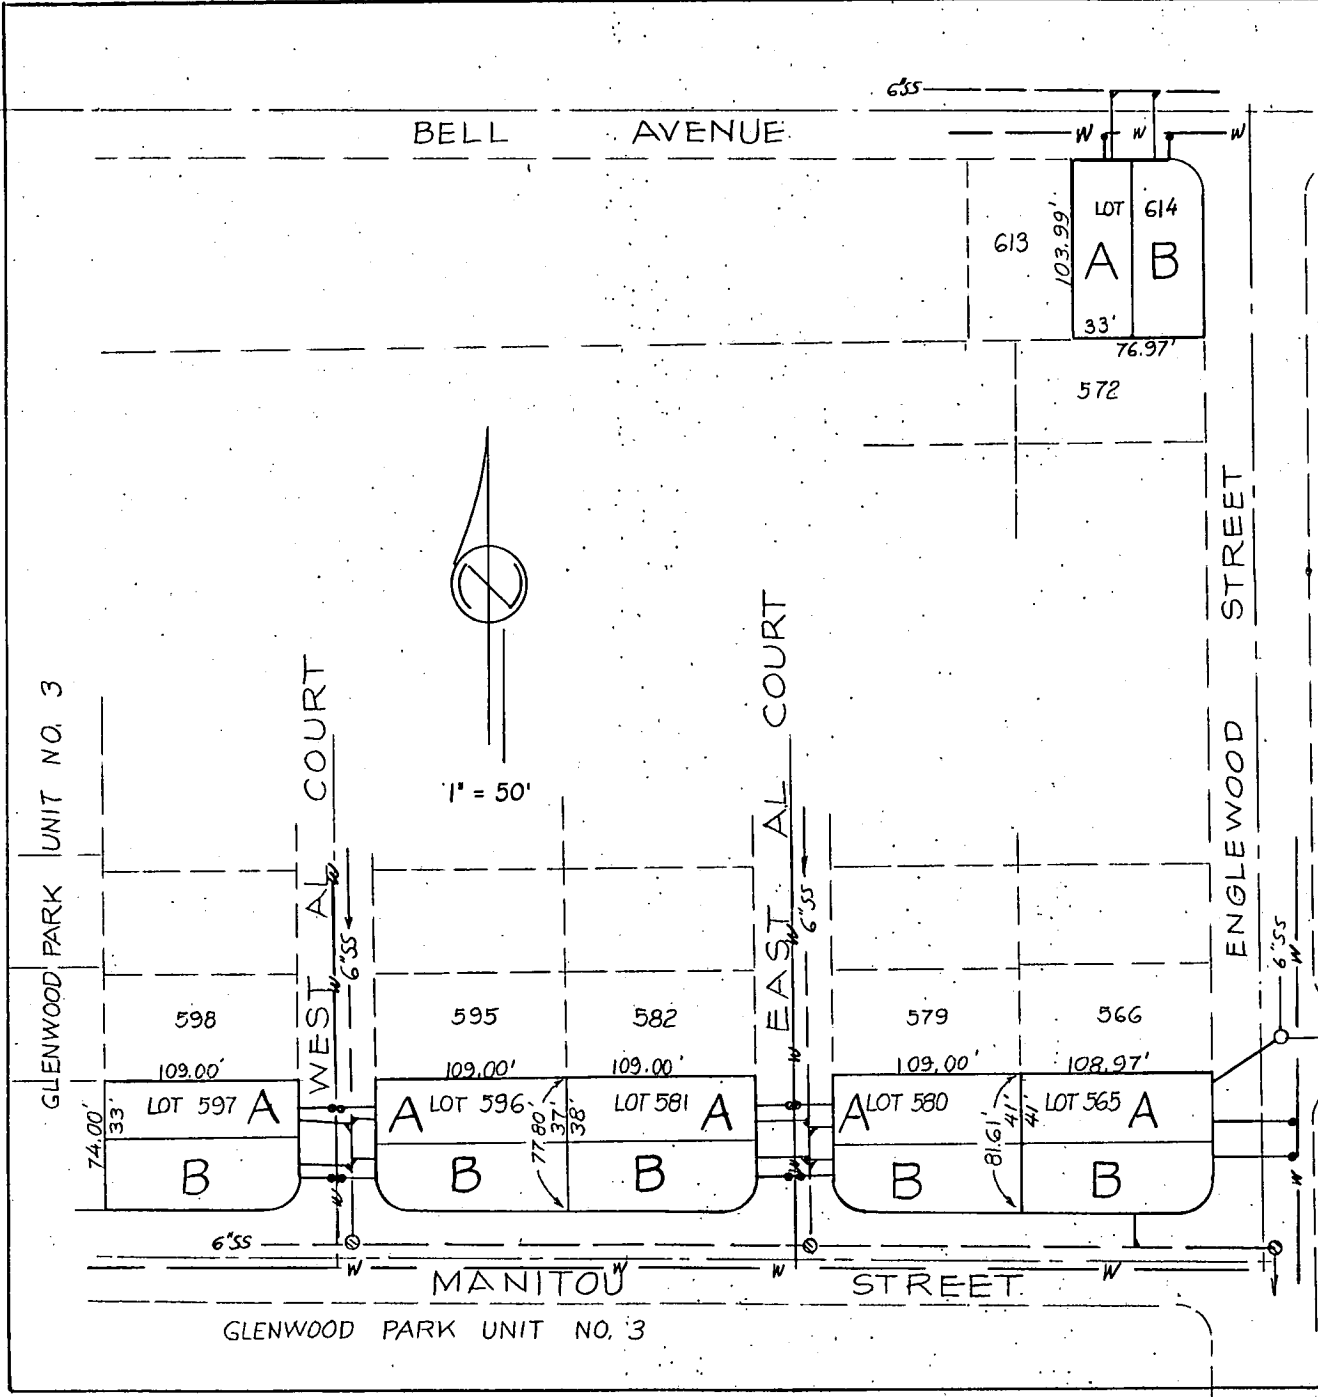 6"SS
BELL AVENUE
W W W
LOT 614
613
103.99'
A B
33'
76.97'
572
ENGLEWOOD STREET
WEST AL COURT
EAST AL COURT
GLENWOOD PARK UNIT NO. 3
1" = 50'
W
6"SS
W
W
6"SS
W
W
6"SS
W
W
598
595
582
579
566
109.00'
109.00'
109.00'
109.00'
108.97'
74.00'
33'
LOT 597 A
A LOT 596
77.80'
37'
38'
LOT 581 A
A LOT 580
81.61'
41'
41'
LOT 565 A
B
B
B
B
B
W
W
6"SS
W
W
W
W
MANITOU STREET
GLENWOOD PARK UNIT NO. 3